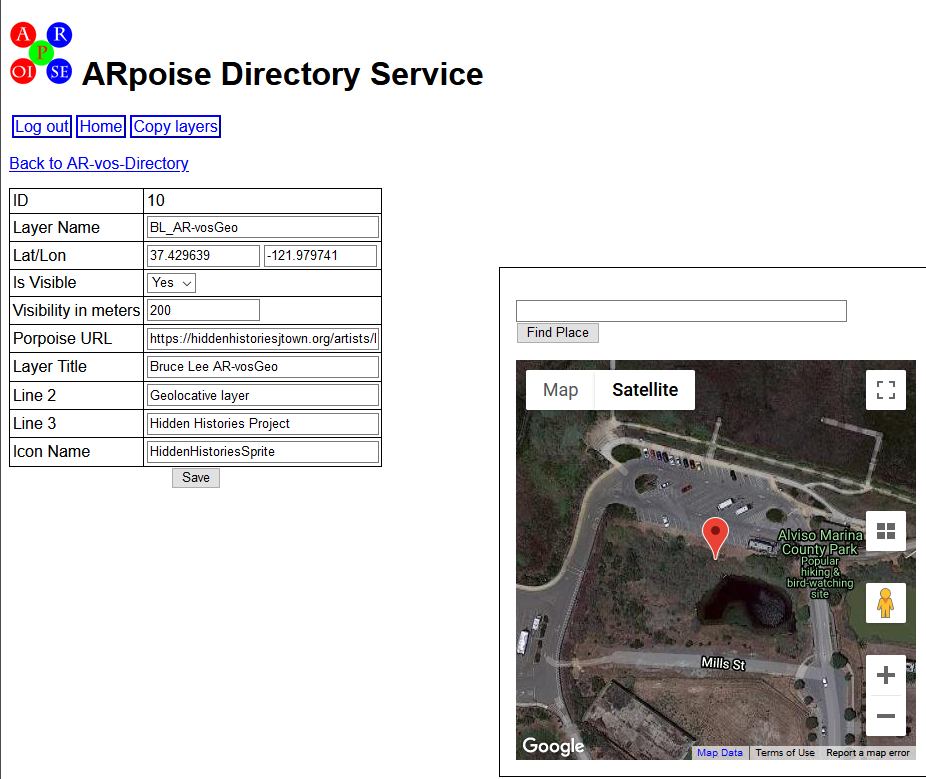 A R
P
OI SE
ARpoise Directory Service
Log out Home Copy layers
Back to AR-vos-Directory
ID 10
Layer Name BL_AR-vosGeo
Lat/Lon 37.429639 -121.979741
Is Visible Yes
Visibility in meters 200
Porpoise URL https://hiddenhistoriesjtown.org/artists/
Layer Title Bruce Lee AR-vosGeo
Line 2 Geolocative layer
Line 3 Hidden Histories Project
Icon Name HiddenHistoriesSprite
Save
Find Place
Map Satellite
Alviso Marina
County Park
Popular
hiking &
bird-watching
site
Mills St
Google
Map Data Terms of Use Report a map error